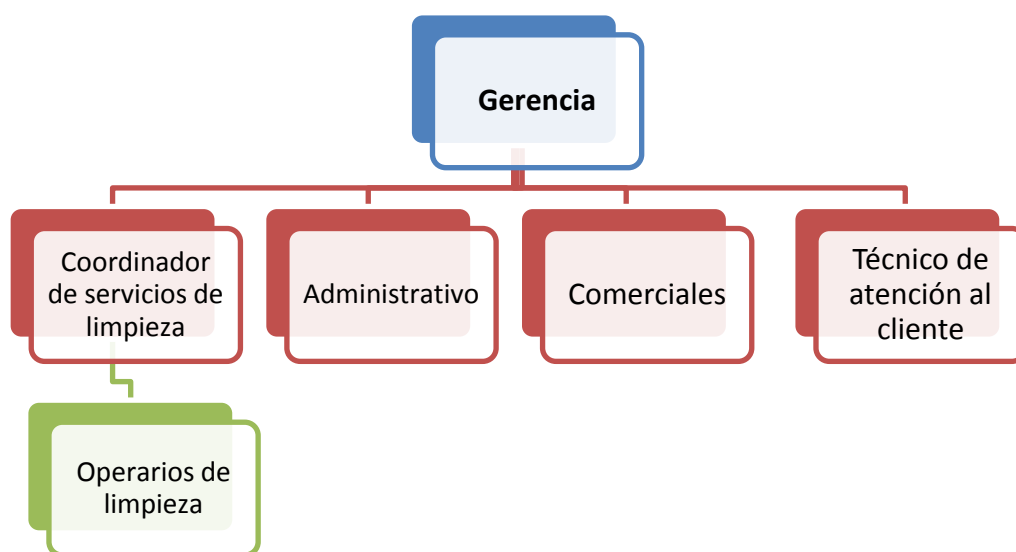 Gerencia
Coordinador
de servicios de
limpieza
Administrativo
Comerciales
Técnico de
atención al
cliente
Operarios de
limpieza